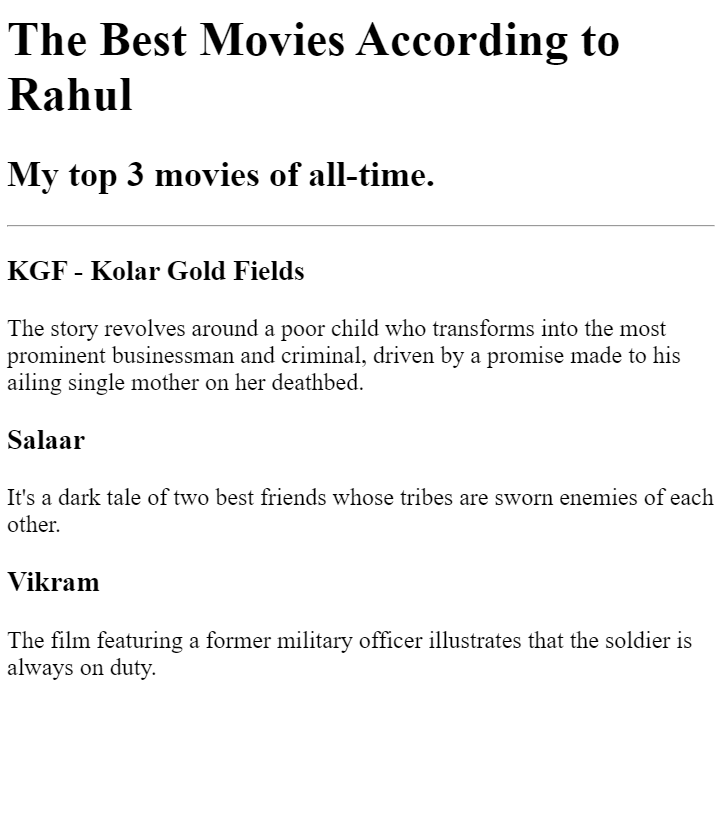 The Best Movies According to
Rahul
My top 3 movies of all-time.
KGF - Kolar Gold Fields
The story revolves around a poor child who transforms into the most
prominent businessman and criminal, driven by a promise made to his
ailing single mother on her deathbed.
Salaar
It's a dark tale of two best friends whose tribes are sworn enemies of each
other.
Vikram
The film featuring a former military officer illustrates that the soldier is
always on duty.